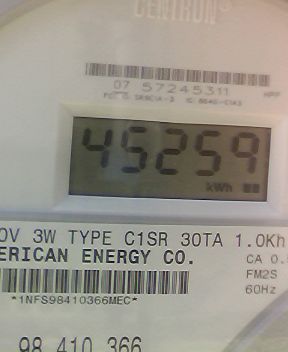 CENTRON®
07 57245311
45259
kWh
0V 3W TYPE C1SR 30TA 1.0Kh
ERICAN ENERGY CO. CA 0.
FM2S
*1NFS98410366MEC* 60Hz
98 410 366